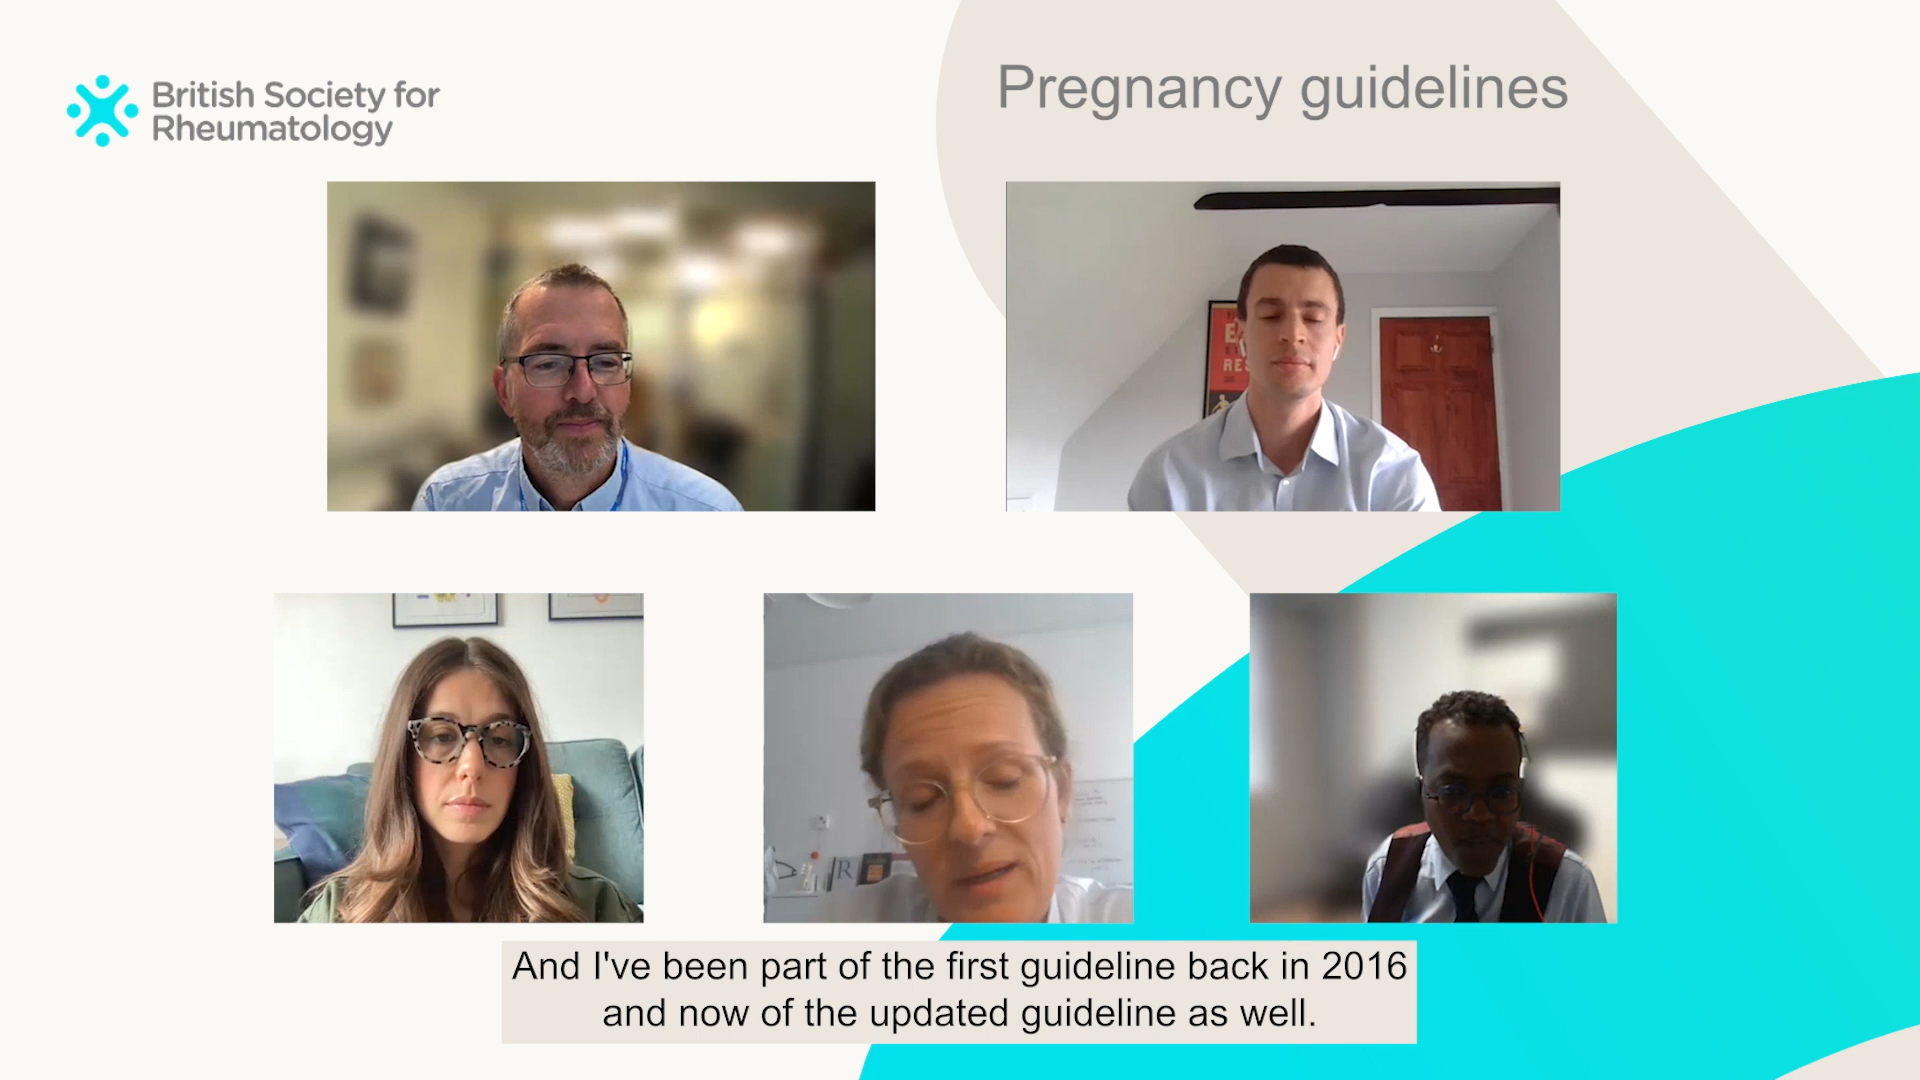 British Society for
Rheumatology
Pregnancy guidelines
RES
R
And I've been part of the first guideline back in 2016
and now of the updated guideline as well.